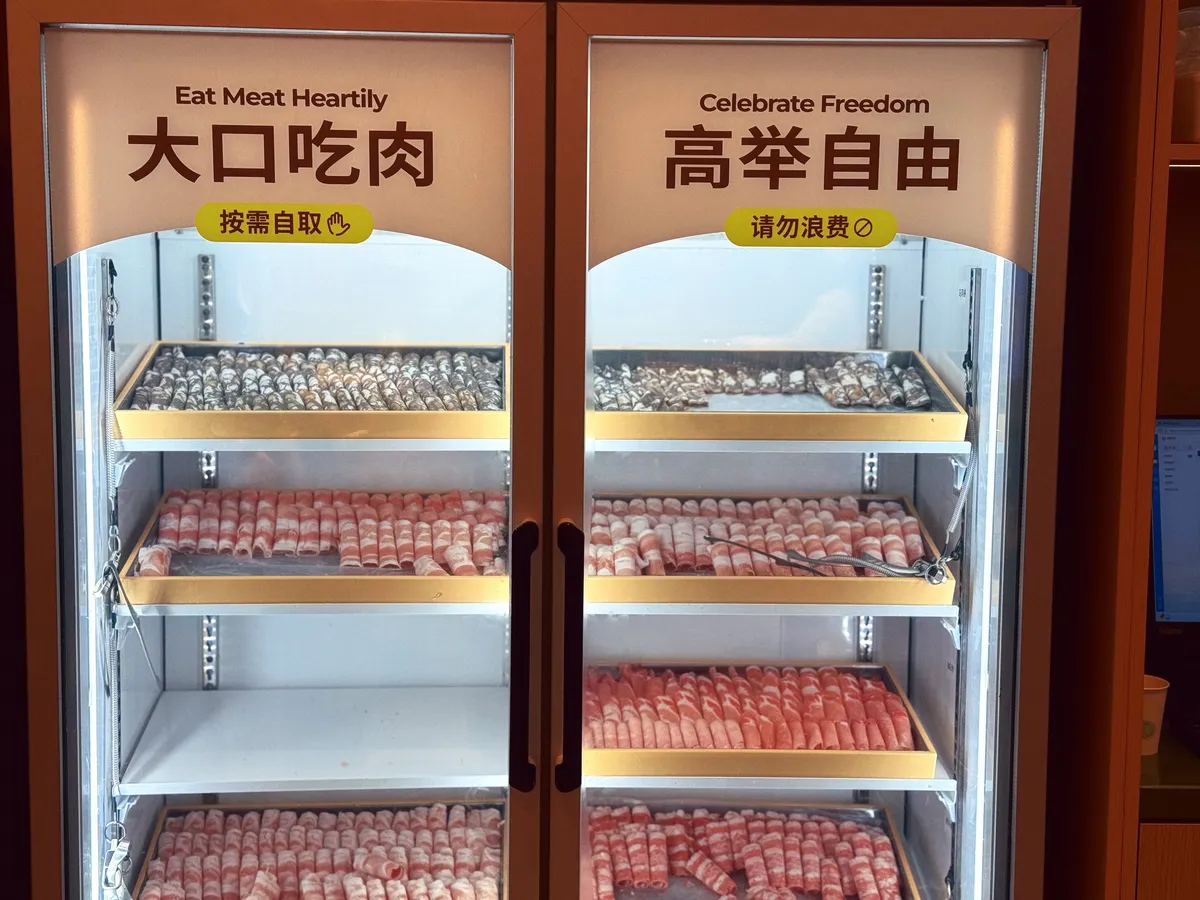 Eat Meat Heartily
大口吃肉
按需自取
Celebrate Freedom
高举自由
请勿浪费